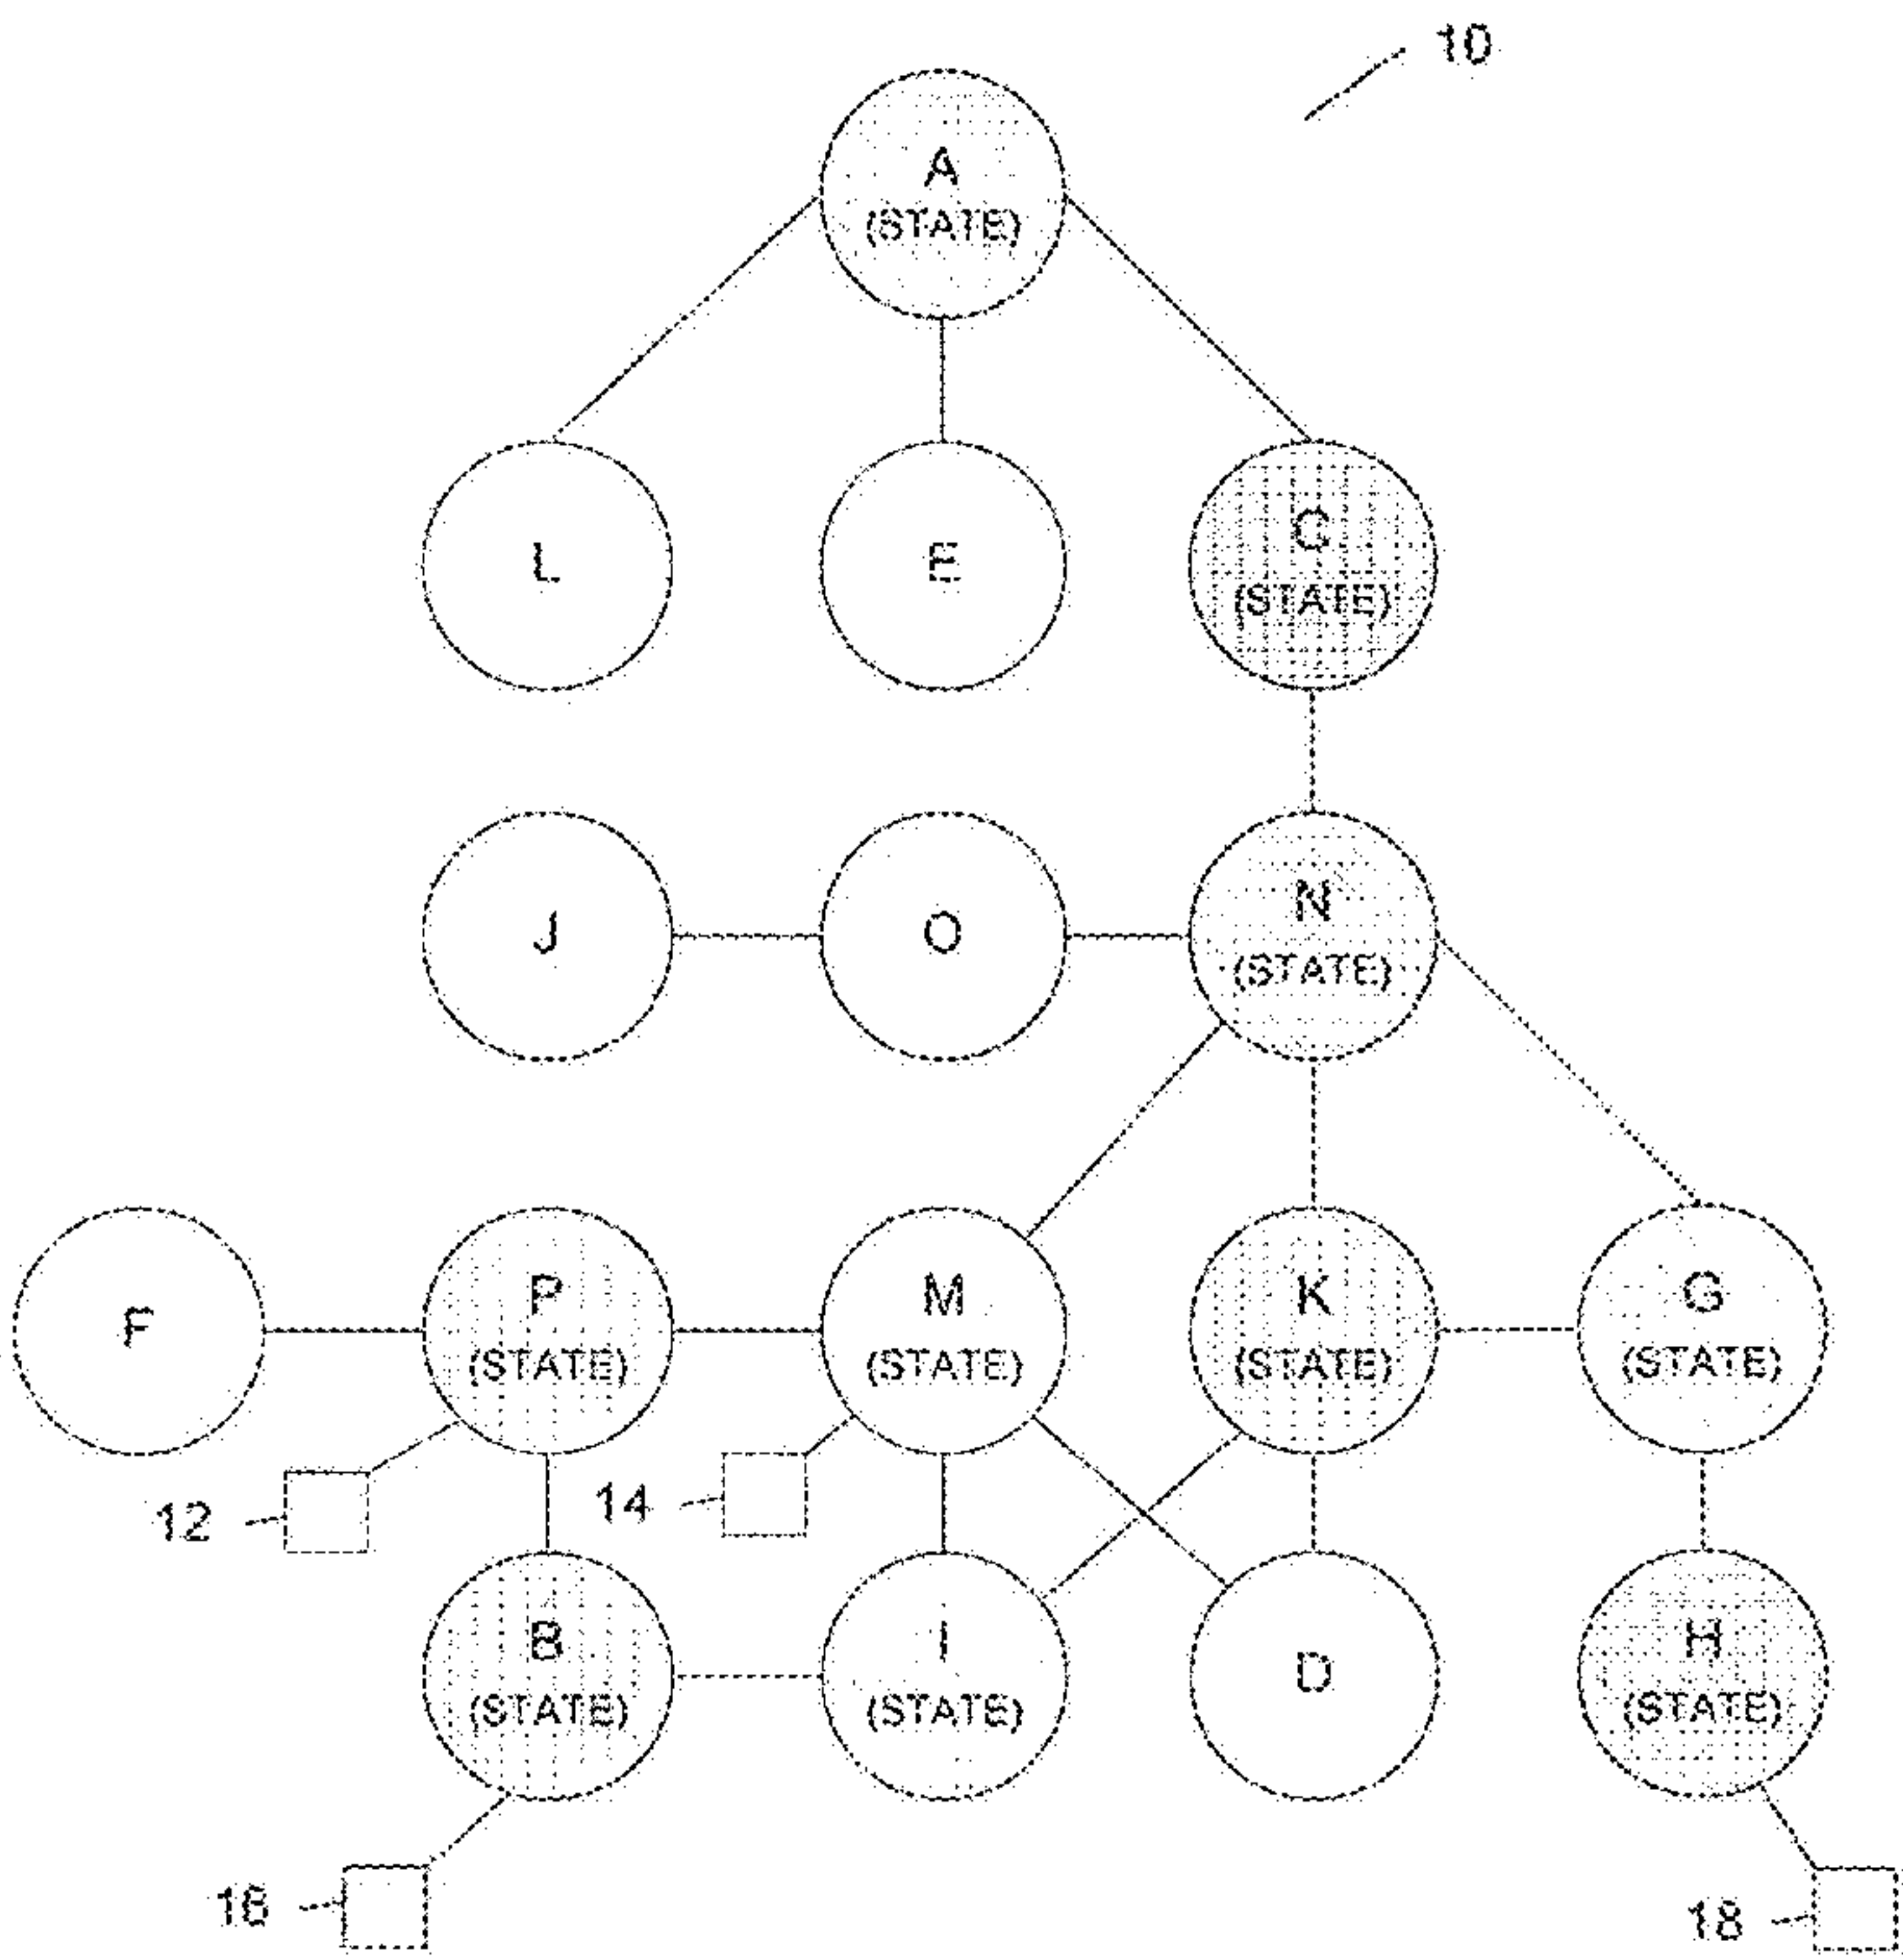 10
A
(STATE)
L
E
C
(STATE)
J
O
N
(STATE)
F
P
(STATE)
M
(STATE)
K
(STATE)
G
(STATE)
12
14
B
(STATE)
I
(STATE)
D
H
(STATE)
16
18